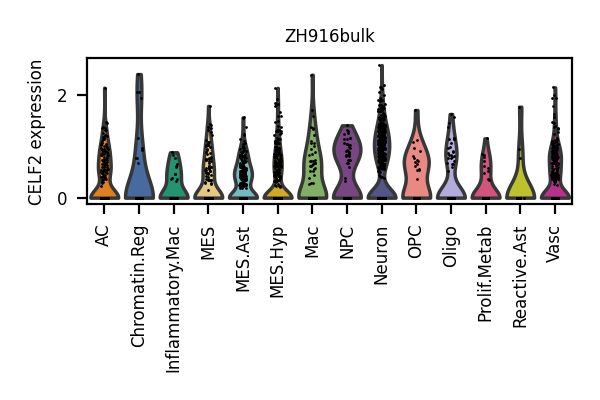 ZH916bulk
CELF2 expression
2
0
AC
Chromatin.Reg
Inflammatory.Mac
MES
MES.Ast
MES.Hyp
Mac
NPC
Neuron
OPC
Oligo
Prolif.Metab
Reactive.Ast
Vasc